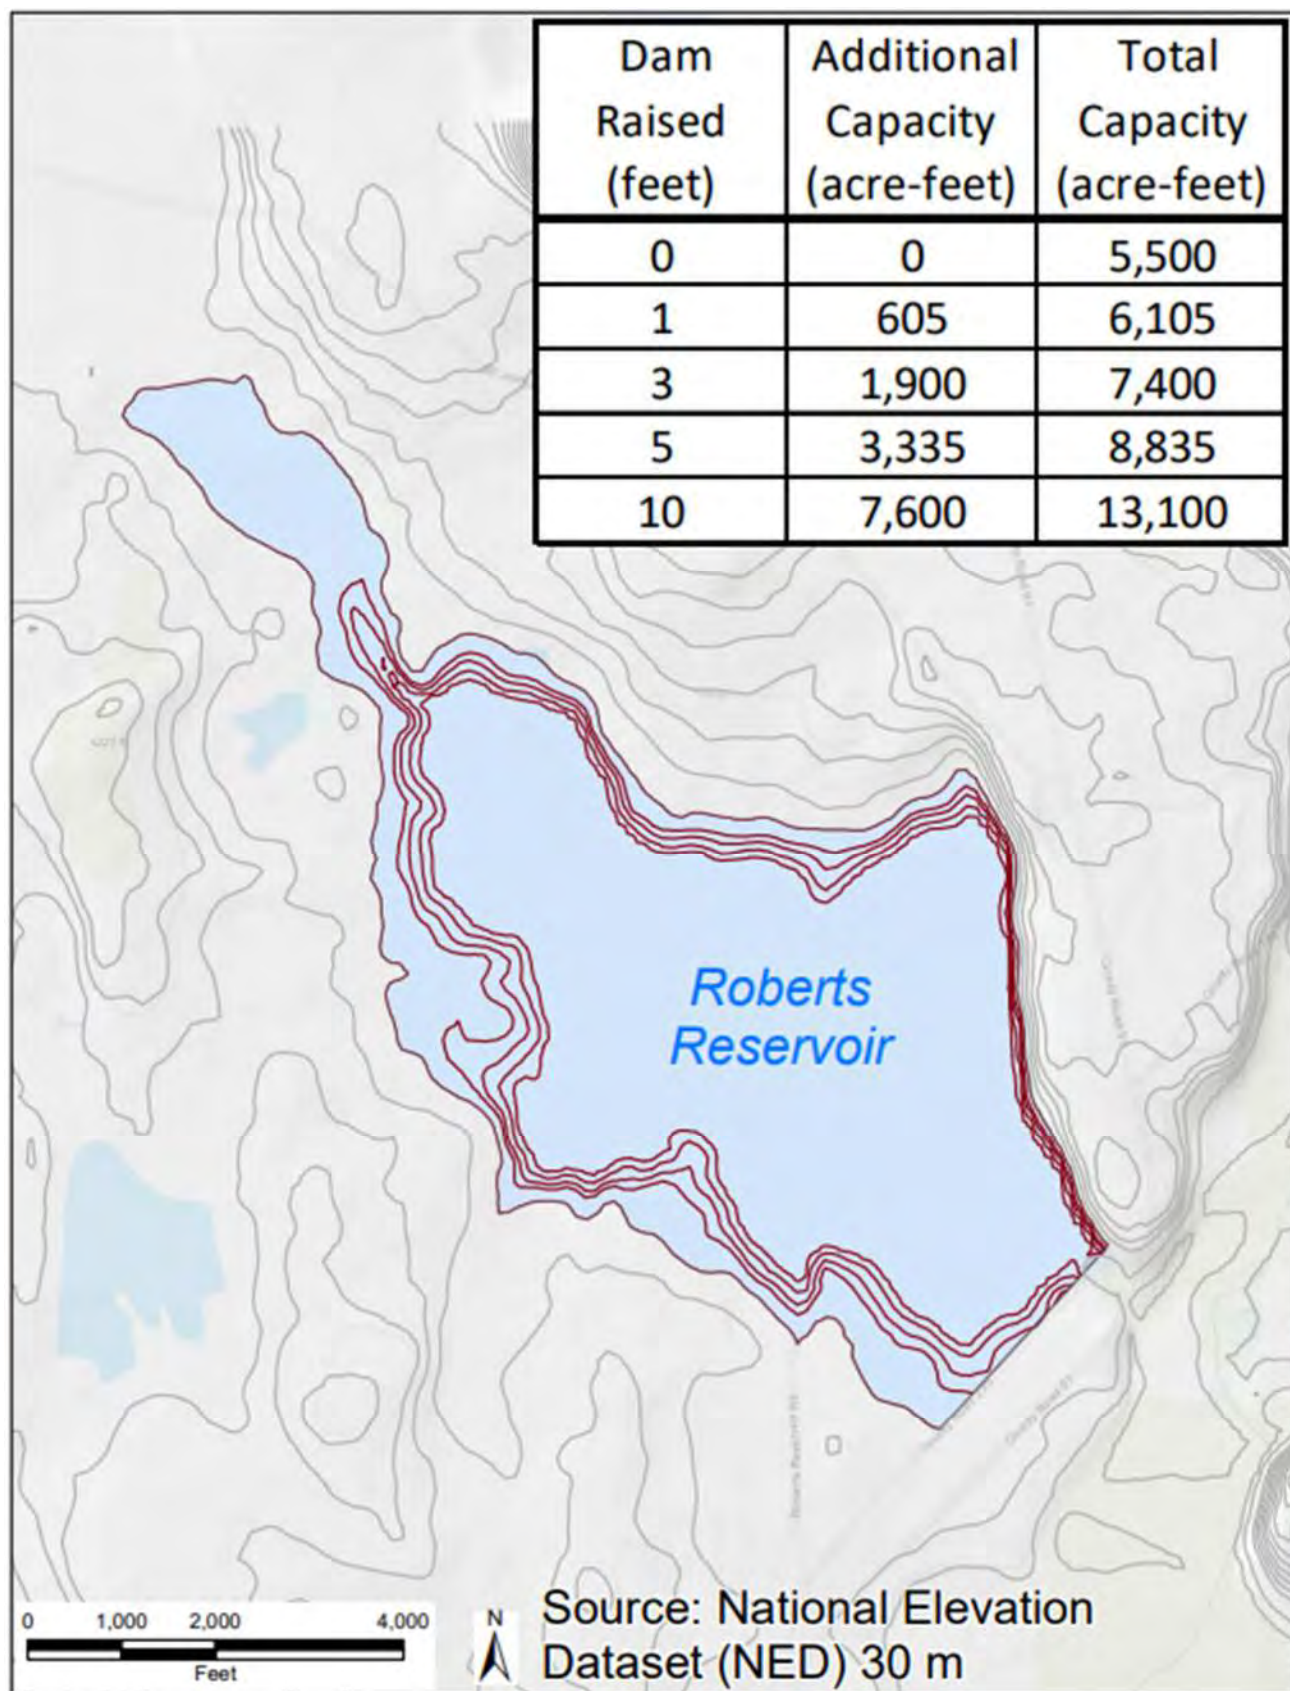 Dam Additional Total
Raised Capacity Capacity
(feet) (acre-feet) (acre-feet)
0 0 5,500
1 605 6,105
3 1,900 7,400
5 3,335 8,835
10 7,600 13,100
Roberts
Reservoir
0 1,000 2,000 4,000
Feet
N
Source: National Elevation
Dataset (NED) 30 m